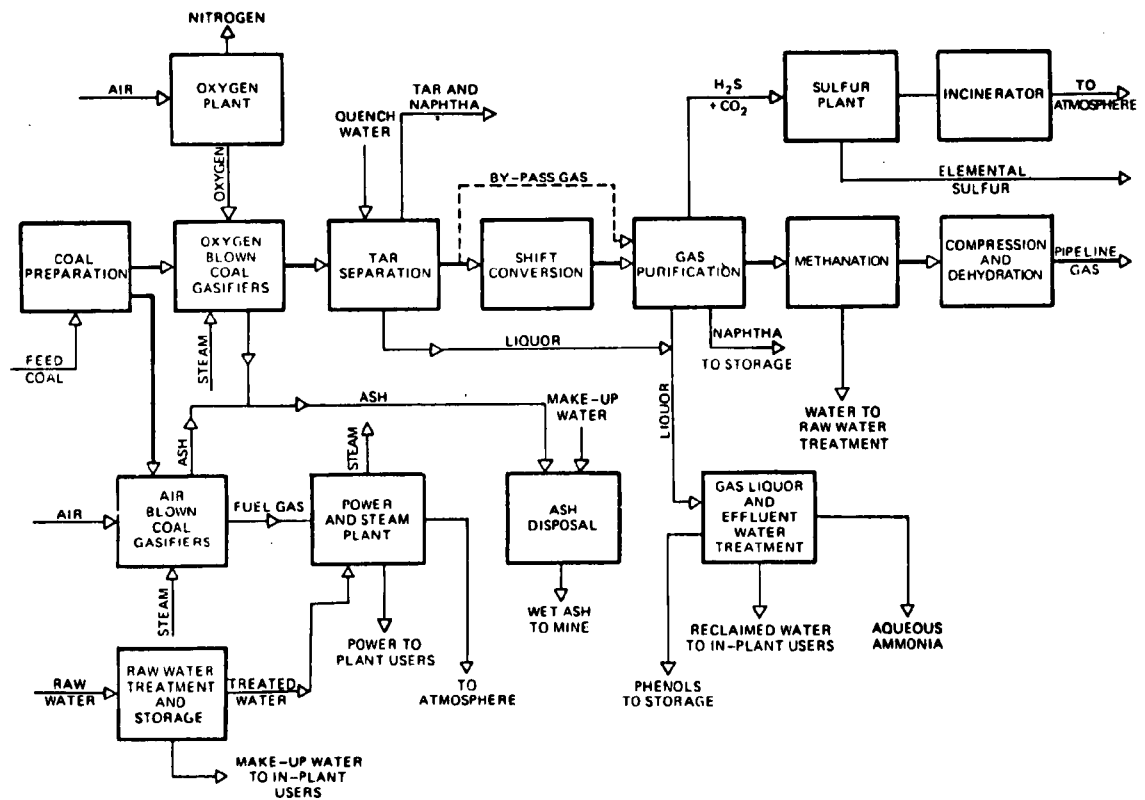 NITROGEN
AIR
OXYGEN
PLANT
OXYGEN
QUENCH
WATER
TAR AND
NAPHTHA
BY-PASS GAS
H₂S
+ CO₂
SULFUR
PLANT
INCINERATOR
TO
ATMOSPHERE
ELEMENTAL
SULFUR
COAL
PREPARATION
OXYGEN
BLOWN
COAL
GASIFIERS
TAR
SEPARATION
SHIFT
CONVERSION
GAS
PURIFICATION
METHANATION
COMPRESSION
AND
DEHYDRATION
PIPELINE
GAS
FEED
COAL
STEAM
LIQUOR
NAPHTHA
TO STORAGE
ASH
ASH
MAKE-UP
WATER
LIQUOR
WATER TO
RAW WATER
TREATMENT
STEAM
AIR
AIR
BLOWN
COAL
GASIFIERS
FUEL GAS
POWER
AND STEAM
PLANT
ASH
DISPOSAL
GAS LIQUOR
AND
EFFLUENT
WATER
TREATMENT
STEAM
WET ASH
TO MINE
POWER TO
PLANT USERS
RECLAIMED WATER
TO IN-PLANT
USERS
AQUEOUS
AMMONIA
RAW
WATER
RAW WATER
TREATMENT
AND
STORAGE
TREATED
WATER
TO
ATMOSPHERE
PHENOLS
TO STORAGE
MAKE-UP WATER
TO IN-PLANT
USERS